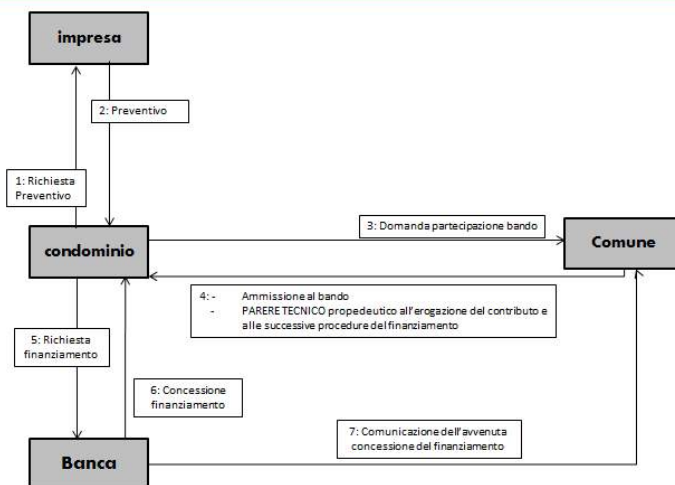 impresa
2: Preventivo
1: Richiesta
Preventivo
3: Domanda partecipazione bando
condominio
Comune
4: - Ammissione al bando
- PARERE TECNICO propedeutico all'erogazione del contributo e
alle successive procedure del finanziamento
5: Richiesta
finanziamento
6: Concessione
finanziamento
7: Comunicazione dell'avvenuta
concessione del finanziamento
Banca